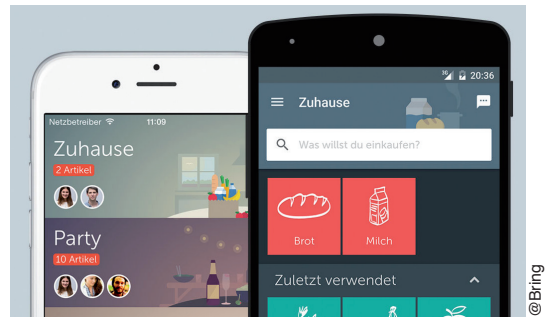 Netzbetreiber 11:09
Zuhause
2 Artikel
Party
10 Artikel
3G 20:36
Zuhause
Was willst du einkaufen?
Brot Milch
Zuletzt verwendet
@Bring